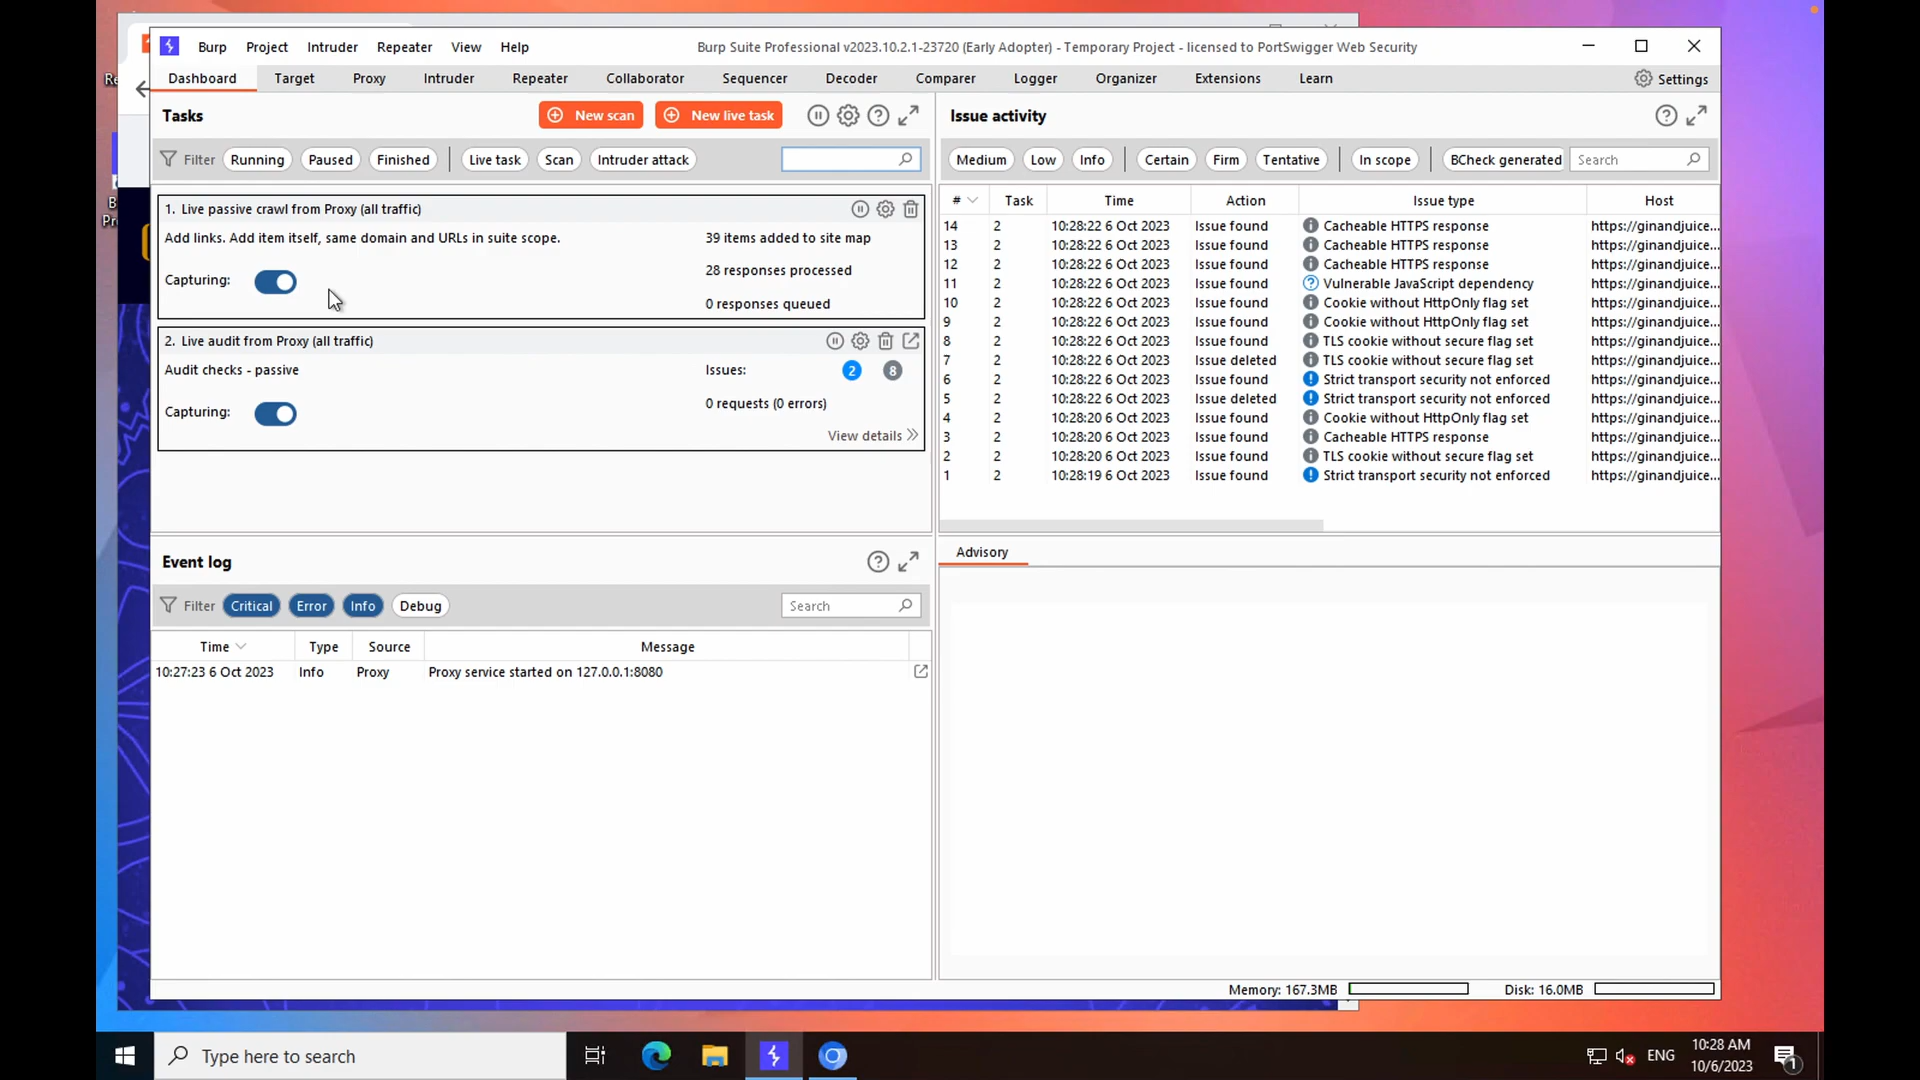 Re
B
Pr
Burp Project Intruder Repeater View Help
Burp Suite Professional v2023.10.2.1-23720 (Early Adopter) - Temporary Project - licensed to PortSwigger Web Security
Dashboard Target Proxy Intruder Repeater Collaborator Sequencer Decoder Comparer Logger Organizer Extensions Learn Settings
Tasks
New scan
New live task
Filter Running Paused Finished Live task Scan Intruder attack
1. Live passive crawl from Proxy (all traffic)
Add links. Add item itself, same domain and URLs in suite scope.
39 items added to site map
Capturing:
28 responses processed
0 responses queued
2. Live audit from Proxy (all traffic)
Audit checks - passive
Issues: 2 8
Capturing:
0 requests (0 errors)
View details
Issue activity
Medium Low Info Certain Firm Tentative In scope BCheck generated Search
# Task Time Action Issue type Host
14 2 10:28:22 6 Oct 2023 Issue found Cacheable HTTPS response https://ginandjuice...
13 2 10:28:22 6 Oct 2023 Issue found Cacheable HTTPS response https://ginandjuice...
12 2 10:28:22 6 Oct 2023 Issue found Cacheable HTTPS response https://ginandjuice...
11 2 10:28:22 6 Oct 2023 Issue found Vulnerable JavaScript dependency https://ginandjuice...
10 2 10:28:22 6 Oct 2023 Issue found Cookie without HttpOnly flag set https://ginandjuice...
9 2 10:28:22 6 Oct 2023 Issue found Cookie without HttpOnly flag set https://ginandjuice...
8 2 10:28:22 6 Oct 2023 Issue found TLS cookie without secure flag set https://ginandjuice...
7 2 10:28:22 6 Oct 2023 Issue deleted TLS cookie without secure flag set https://ginandjuice...
6 2 10:28:22 6 Oct 2023 Issue found Strict transport security not enforced https://ginandjuice...
5 2 10:28:22 6 Oct 2023 Issue deleted Strict transport security not enforced https://ginandjuice...
4 2 10:28:20 6 Oct 2023 Issue found Cookie without HttpOnly flag set https://ginandjuice...
3 2 10:28:20 6 Oct 2023 Issue found Cacheable HTTPS response https://ginandjuice...
2 2 10:28:20 6 Oct 2023 Issue found TLS cookie without secure flag set https://ginandjuice...
1 2 10:28:19 6 Oct 2023 Issue found Strict transport security not enforced https://ginandjuice...
Event log
Filter Critical Error Info Debug Search
Time Type Source Message
10:27:23 6 Oct 2023 Info Proxy Proxy service started on 127.0.0.1:8080
Advisory
Memory: 167.3MB Disk: 16.0MB
Type here to search
ENG
10:28 AM
10/6/2023
1